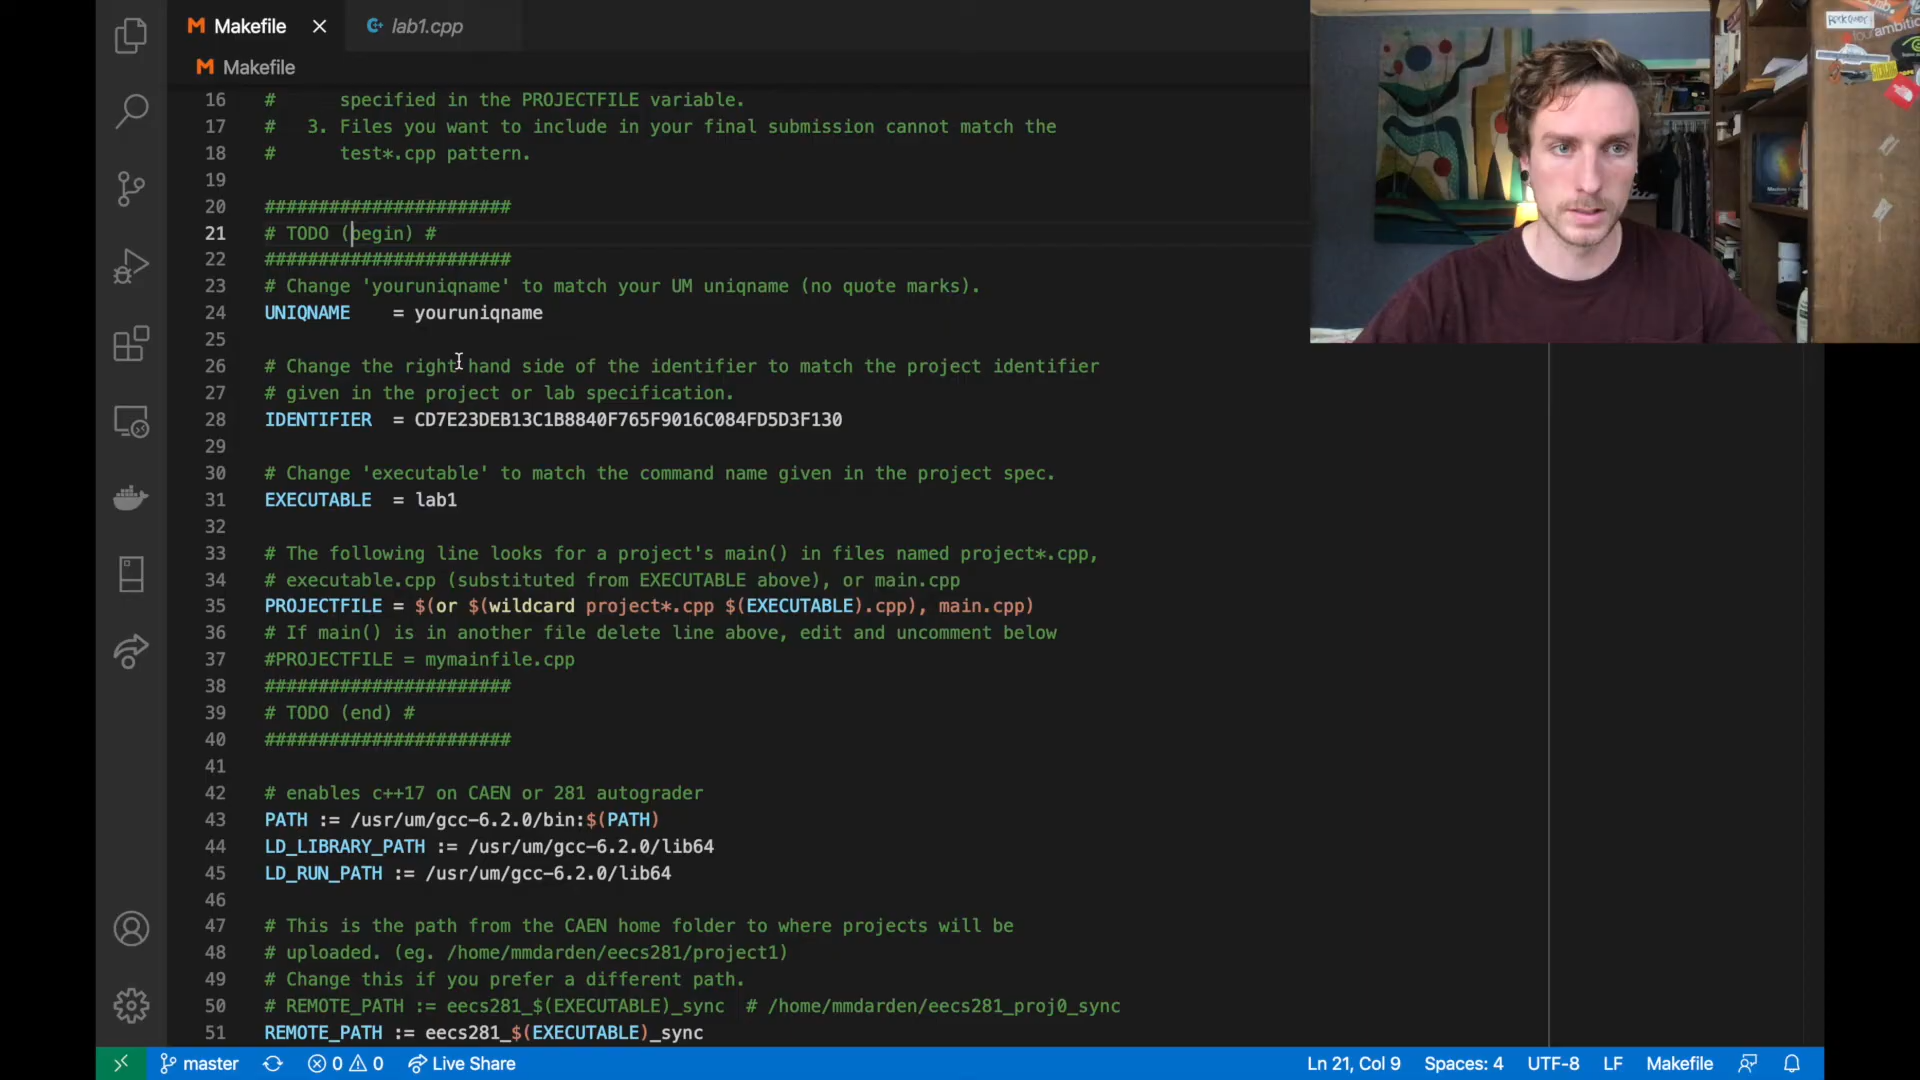 Makefile
lab1.cpp
Makefile
16 # specified in the PROJECTFILE variable.
17 # 3. Files you want to include in your final submission cannot match the
18 # test*.cpp pattern.
19
20 #######################
21 # TODO (begin) #
22 #######################
23 # Change 'youruniqname' to match your UM uniqname (no quote marks).
24 UNIQNAME = youruniqname
25
26 # Change the right hand side of the identifier to match the project identifier
27 # given in the project or lab specification.
28 IDENTIFIER = CD7E23DEB13C1B8840F765F9016C084FD5D3F130
29
30 # Change 'executable' to match the command name given in the project spec.
31 EXECUTABLE = lab1
32
33 # The following line looks for a project's main() in files named project*.cpp,
34 # executable.cpp (substituted from EXECUTABLE above), or main.cpp
35 PROJECTFILE = $(or $(wildcard project*.cpp $(EXECUTABLE).cpp), main.cpp)
36 # If main() is in another file delete line above, edit and uncomment below
37 #PROJECTFILE = mymainfile.cpp
38 #######################
39 # TODO (end) #
40 #######################
41
42 # enables c++17 on CAEN or 281 autograder
43 PATH := /usr/um/gcc-6.2.0/bin:$(PATH)
44 LD_LIBRARY_PATH := /usr/um/gcc-6.2.0/lib64
45 LD_RUN_PATH := /usr/um/gcc-6.2.0/lib64
46
47 # This is the path from the CAEN home folder to where projects will be
48 # uploaded. (eg. /home/mmdarden/eecs281/project1)
49 # Change this if you prefer a different path.
50 # REMOTE_PATH := eecs281_$(EXECUTABLE)_sync # /home/mmdarden/eecs281_proj0_sync
51 REMOTE_PATH := eecs281_$(EXECUTABLE)_sync
master 0 0 Live Share Ln 21, Col 9 Spaces: 4 UTF-8 LF Makefile